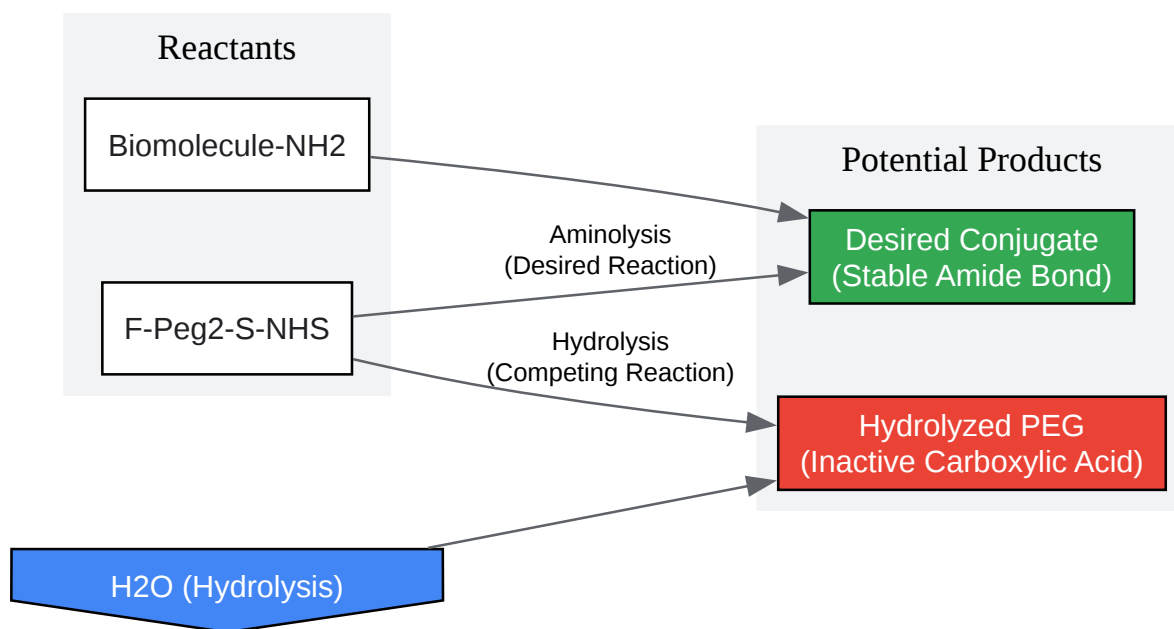 Reactants
Biomolecule-NH2
F-Peg2-S-NHS
H2O (Hydrolysis)
Aminolysis
(Desired Reaction)
Hydrolysis
(Competing Reaction)
Potential Products
Desired Conjugate
(Stable Amide Bond)
Hydrolyzed PEG
(Inactive Carboxylic Acid)